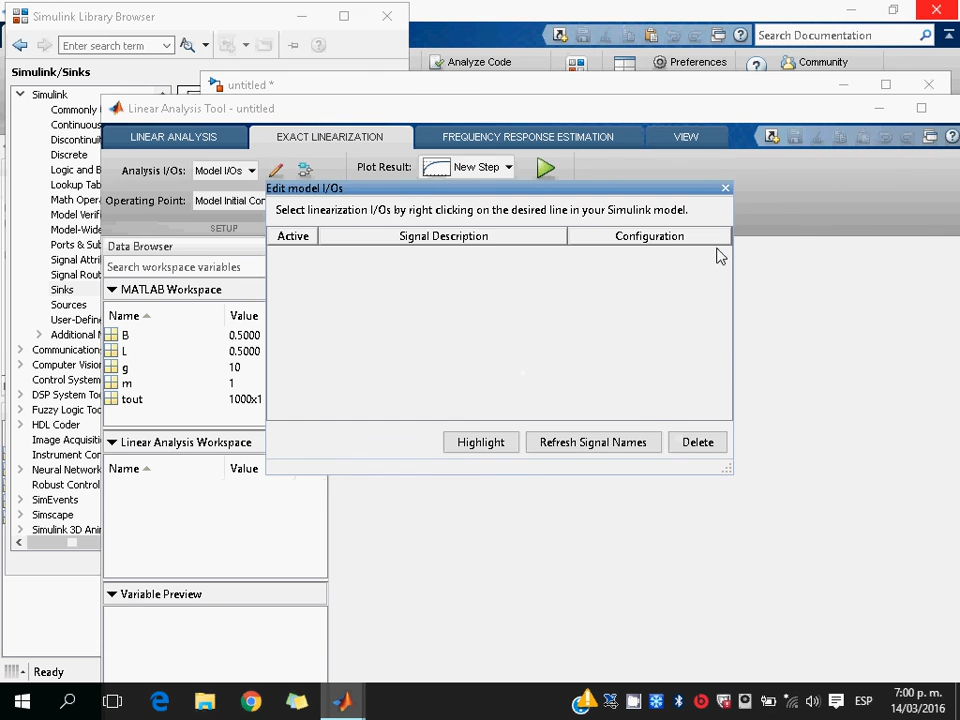 Simulink Library Browser
Enter search term
Simulink/Sinks
Simulink
Commonly
Continuous
Discontinuit
Discrete
Logic and B
Lookup Tab
Math Opera
Model Verifi
Model-Wide
Ports & Sub
Signal Attri
Signal Rout
Sinks
Sources
User-Define
Additional M
Communications
Computer Vision
Control System
DSP System To
Fuzzy Logic Too
HDL Coder
Image Acquisiti
Instrument Con
Neural Network
Robust Control
SimEvents
Simscape
Simulink 3D Anir
Ready
Search Documentation
Analyze Code
Preferences
Community
untitled *
Linear Analysis Tool - untitled
LINEAR ANALYSIS
EXACT LINEARIZATION
FREQUENCY RESPONSE ESTIMATION
VIEW
Analysis I/Os:
Model I/Os
Plot Result:
New Step
Operating Point:
Model Initial Con
SETUP
Data Browser
Search workspace variables
MATLAB Workspace
Name Value
B 0.5000
L 0.5000
g 10
m 1
tout 1000x1
Linear Analysis Workspace
Name Value
Variable Preview
Edit model I/Os
Select linearization I/Os by right clicking on the desired line in your Simulink model.
Active Signal Description Configuration
Highlight
Refresh Signal Names
Delete
ESP
7:00 p. m.
14/03/2016